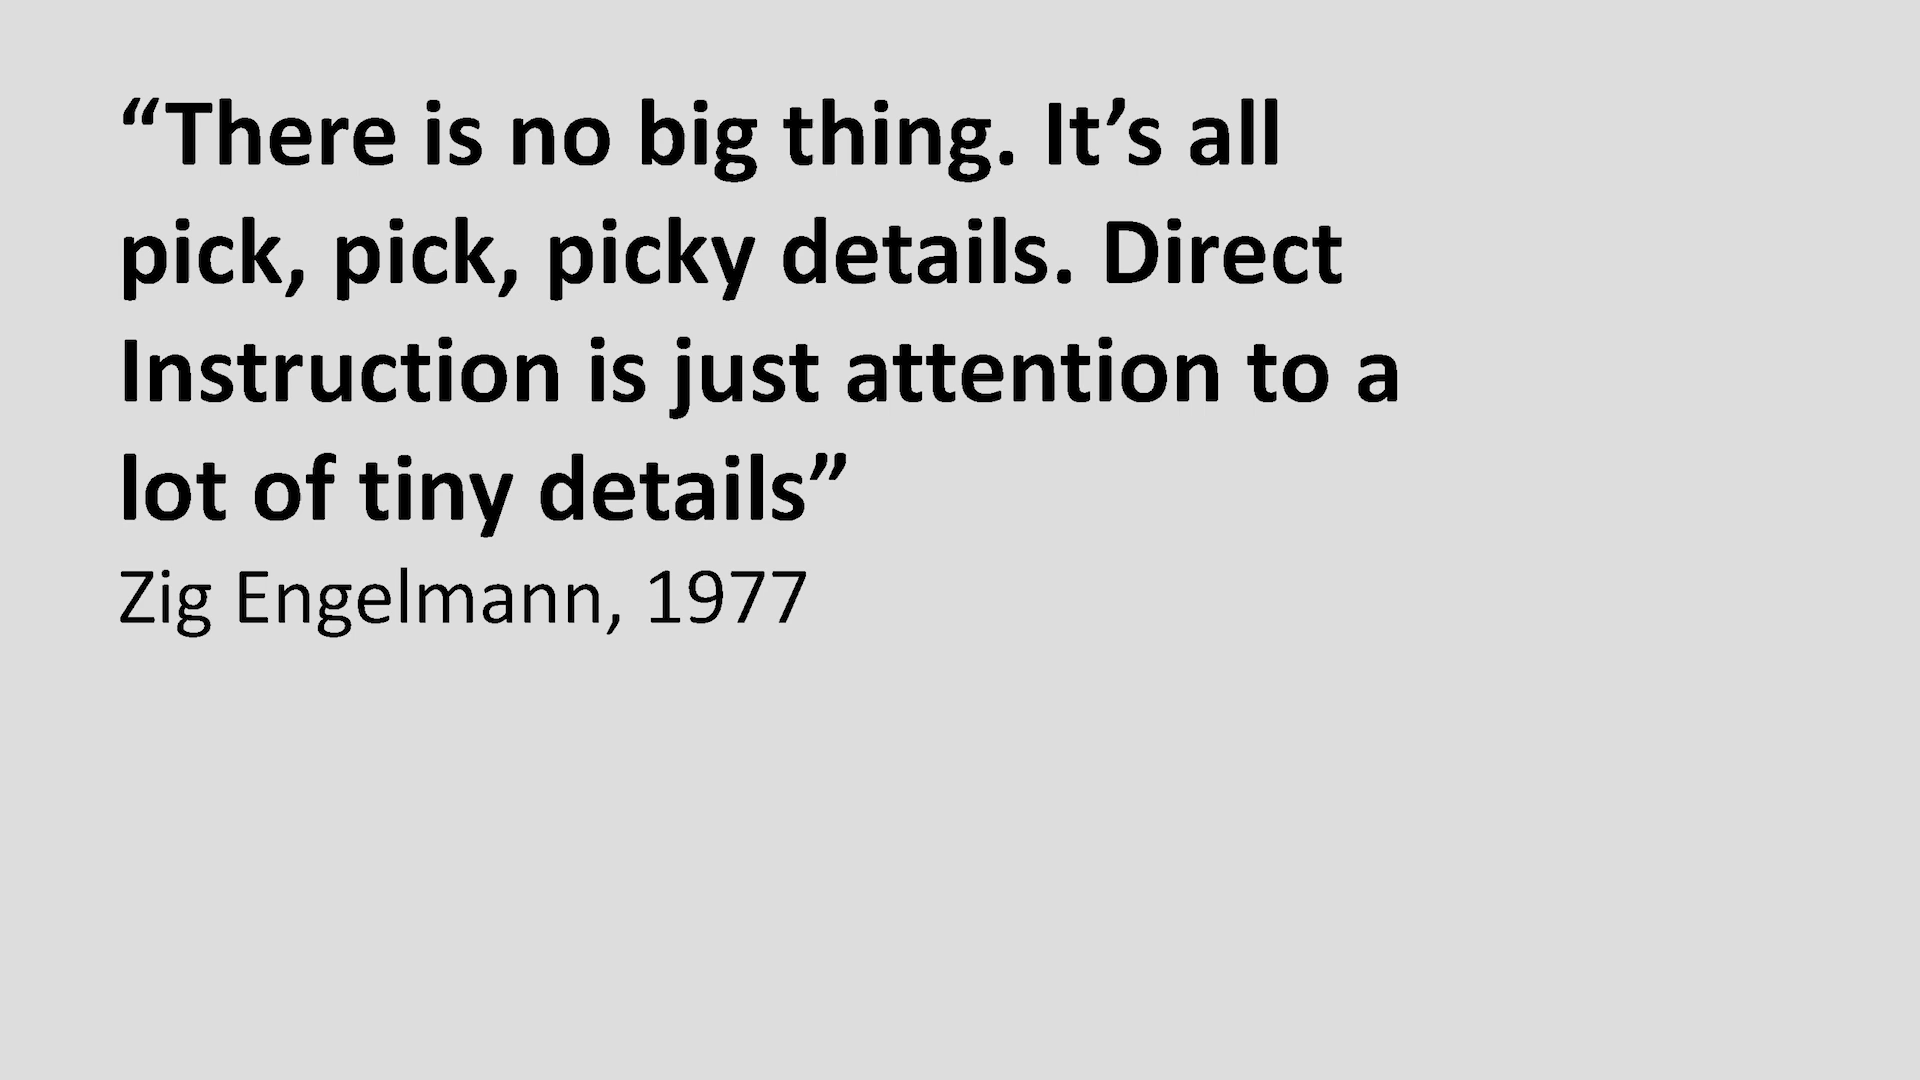 “There is no big thing. It’s all
pick, pick, picky details. Direct
Instruction is just attention to a
lot of tiny details”
Zig Engelmann, 1977